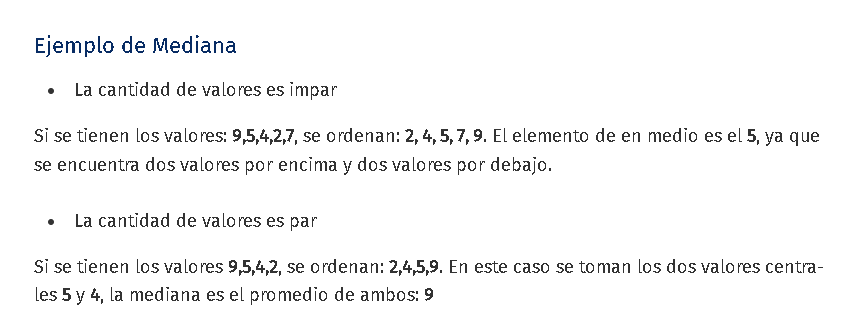 Ejemplo de Mediana
• La cantidad de valores es impar
Si se tienen los valores: 9,5,4,2,7, se ordenan: 2, 4, 5, 7, 9. El elemento de en medio es el 5, ya que
se encuentra dos valores por encima y dos valores por debajo.
• La cantidad de valores es par
Si se tienen los valores 9,5,4,2, se ordenan: 2,4,5,9. En este caso se toman los dos valores centra-
les 5 y 4, la mediana es el promedio de ambos: 9